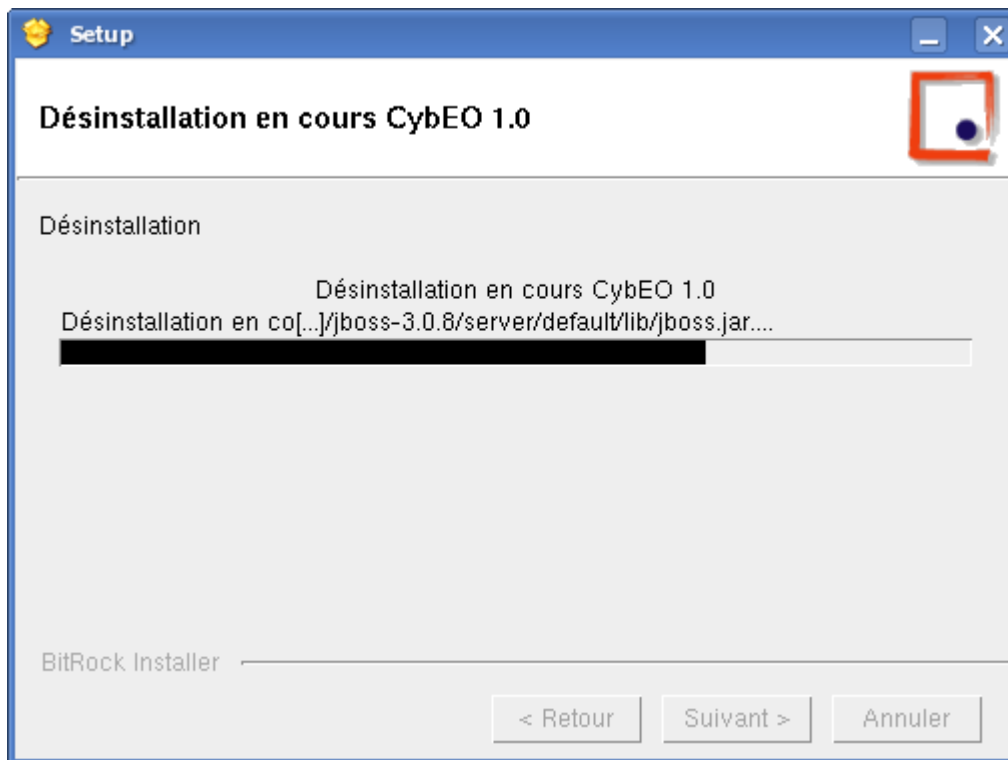 Setup
Désinstallation en cours CybEO 1.0
Désinstallation
Désinstallation en cours CybEO 1.0
Désinstallation en co[...]/jboss-3.0.8/server/default/lib/jboss.jar....
BitRock Installer
< Retour
Suivant >
Annuler